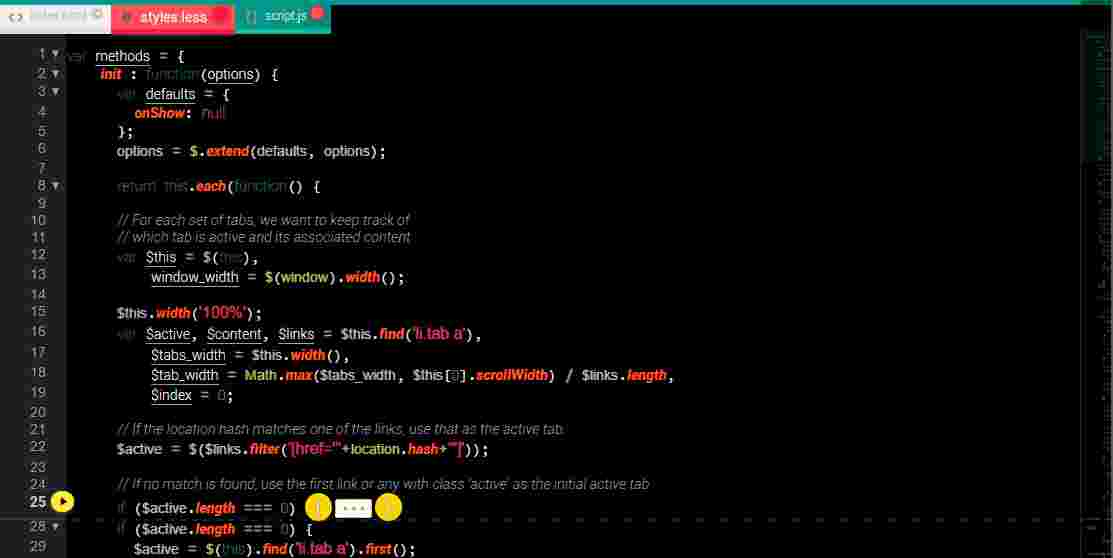 index.html styles.less script.js
1 var methods = {
2 init : function(options) {
3 var defaults = {
4 onShow: null
5 };
6 options = $.extend(defaults, options);
7
8 return this.each(function() {
9
10 // For each set of tabs, we want to keep track of
11 // which tab is active and its associated content
12 var $this = $(this),
13 window_width = $(window).width();
14
15 $this.width('100%');
16 var $active, $content, $links = $this.find('li.tab a'),
17 $tabs_width = $this.width(),
18 $tab_width = Math.max($tabs_width, $this[0].scrollWidth) / $links.length,
19 $index = 0;
20
21 // If the location.hash matches one of the links, use that as the active tab.
22 $active = $($links.filter('[href="'+location.hash+'"]'));
23
24 // If no match is found, use the first link or any with class 'active' as the initial active tab.
25 if ($active.length === 0) { ... }
28 if ($active.length === 0) {
29 $active = $(this).find('li.tab a').first();